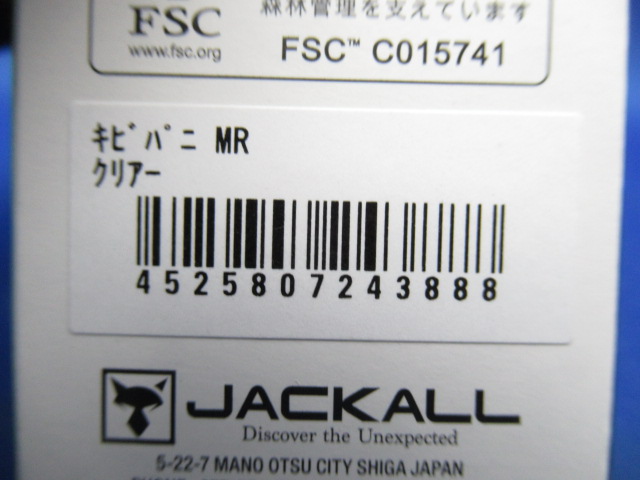 FSC
www.fsc.org
森林管理を支えています
FSC™ C015741
ｷﾋﾞﾊﾟﾆ MR
ｸﾘｱｰ
4525807243888
JACKALL
Discover the Unexpected
5-22-7 MANO OTSU CITY SHIGA JAPAN